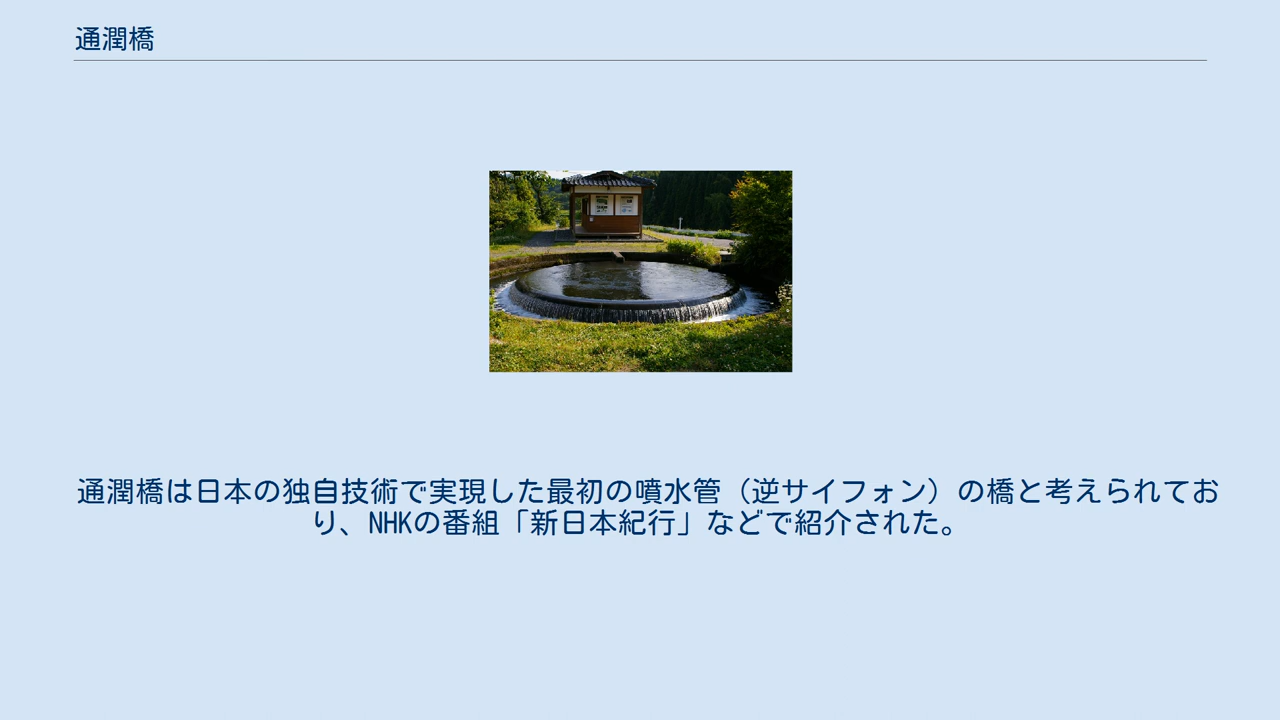 通潤橋
通潤橋は日本の独自技術で実現した最初の噴水管（逆サイフォン）の橋と考えられてお
り、NHKの番組「新日本紀行」などで紹介された。